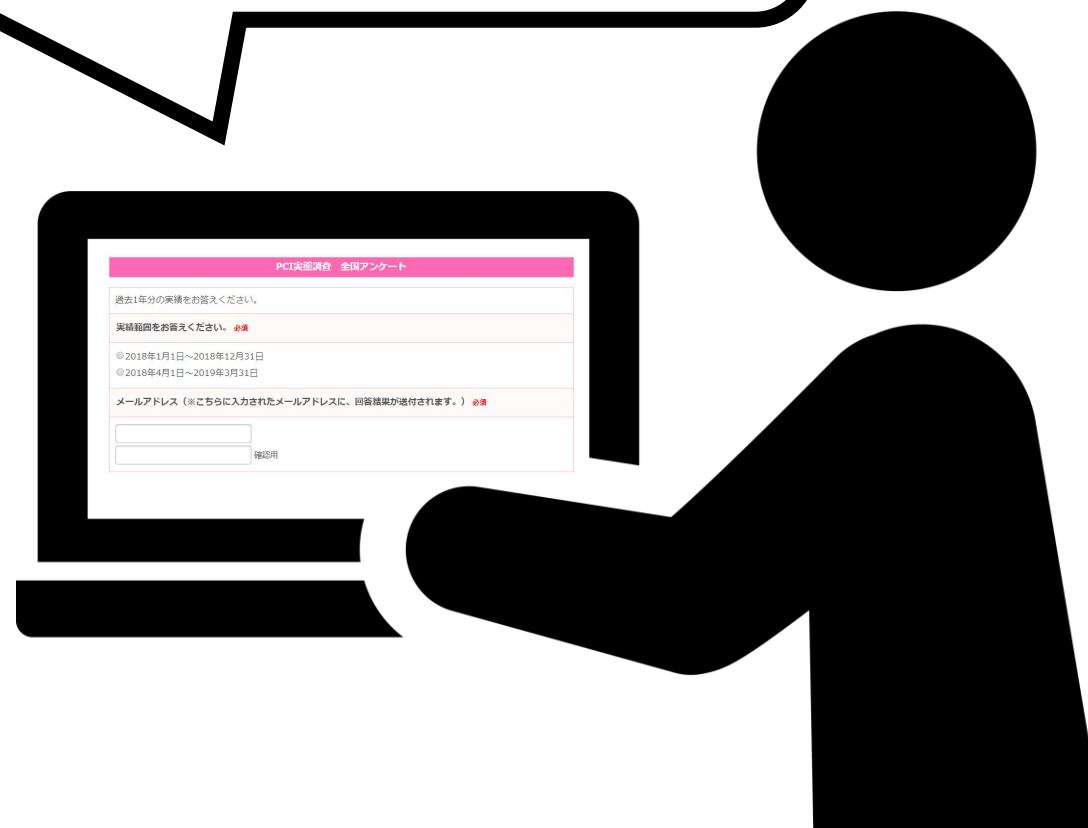 PCI実態調査　全国アンケート
過去1年分の実績をお答えください。
実績範囲をお答えください。 必須
2018年1月1日～2018年12月31日
2018年4月1日～2019年3月31日
メールアドレス（※こちらに入力されたメールアドレスに、回答結果が送付されます。） 必須
確認用